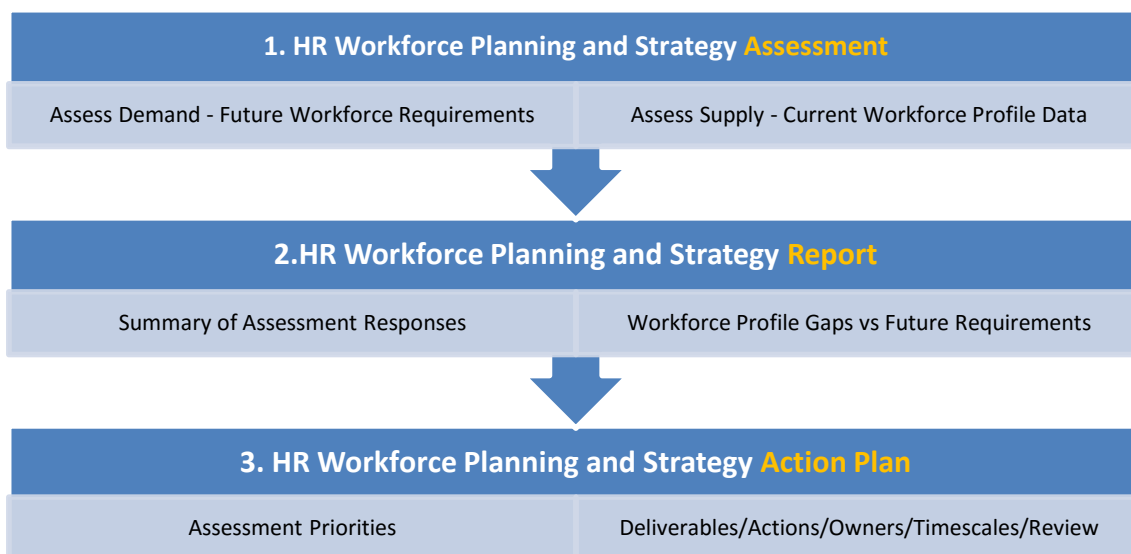 1. HR Workforce Planning and Strategy Assessment
Assess Demand - Future Workforce Requirements
Assess Supply - Current Workforce Profile Data
2.HR Workforce Planning and Strategy Report
Summary of Assessment Responses
Workforce Profile Gaps vs Future Requirements
3. HR Workforce Planning and Strategy Action Plan
Assessment Priorities
Deliverables/Actions/Owners/Timescales/Review